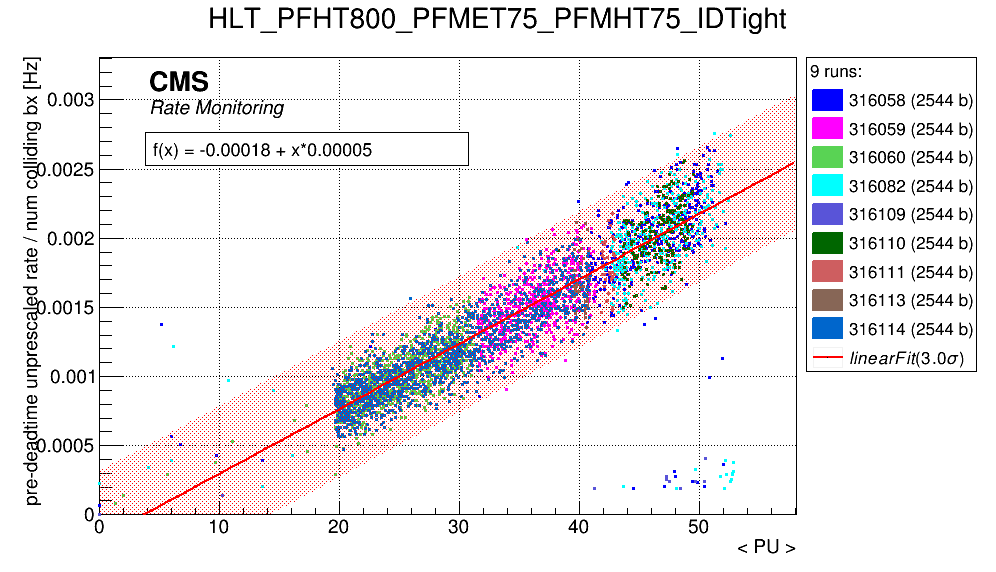 HLT_PFHT800_PFMET75_PFMHT75_IDTight
pre-deadtime unprescaled rate / num colliding bx [Hz]
CMS
Rate Monitoring
f(x) = -0.00018 + x*0.00005
0.003
0.0025
0.002
0.0015
0.001
0.0005
0
0 10 20 30 40 50
< PU >
9 runs:
316058 (2544 b)
316059 (2544 b)
316060 (2544 b)
316082 (2544 b)
316109 (2544 b)
316110 (2544 b)
316111 (2544 b)
316113 (2544 b)
316114 (2544 b)
linearFit(3.0σ)